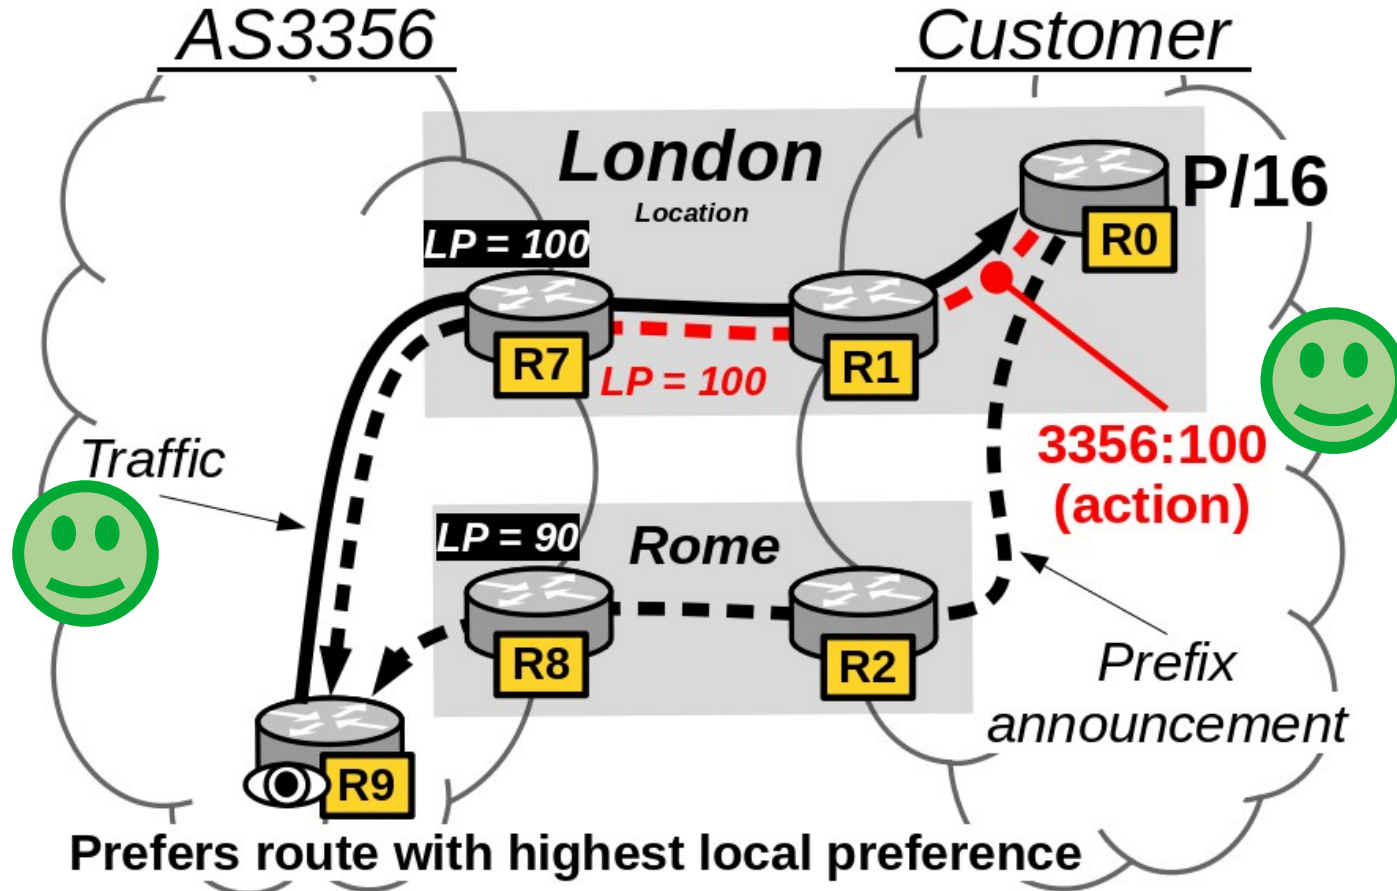 AS3356
Customer
London
Location
P/16
R0
LP = 100
R7
R1
LP = 100
3356:100
(action)
Traffic
LP = 90
Rome
R8
R2
Prefix
announcement
R9
Prefers route with highest local preference